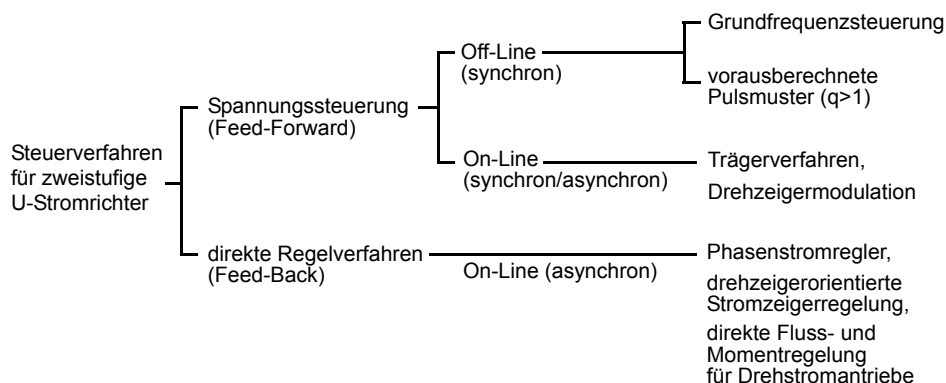 Steuerverfahren
für zweistufige
U-Stromrichter
Spannungssteuerung
(Feed-Forward)
Off-Line
(synchron)
Grundfrequenzsteuerung
vorausberechnete
Pulsmuster (q>1)
On-Line
(synchron/asynchron)
Trägerverfahren,
Drehzeigermodulation
direkte Regelverfahren
(Feed-Back)
On-Line (asynchron)
Phasenstromregler,
drehzeigerorientierte
Stromzeigerregelung,
direkte Fluss- und
Momentregelung
für Drehstromantriebe